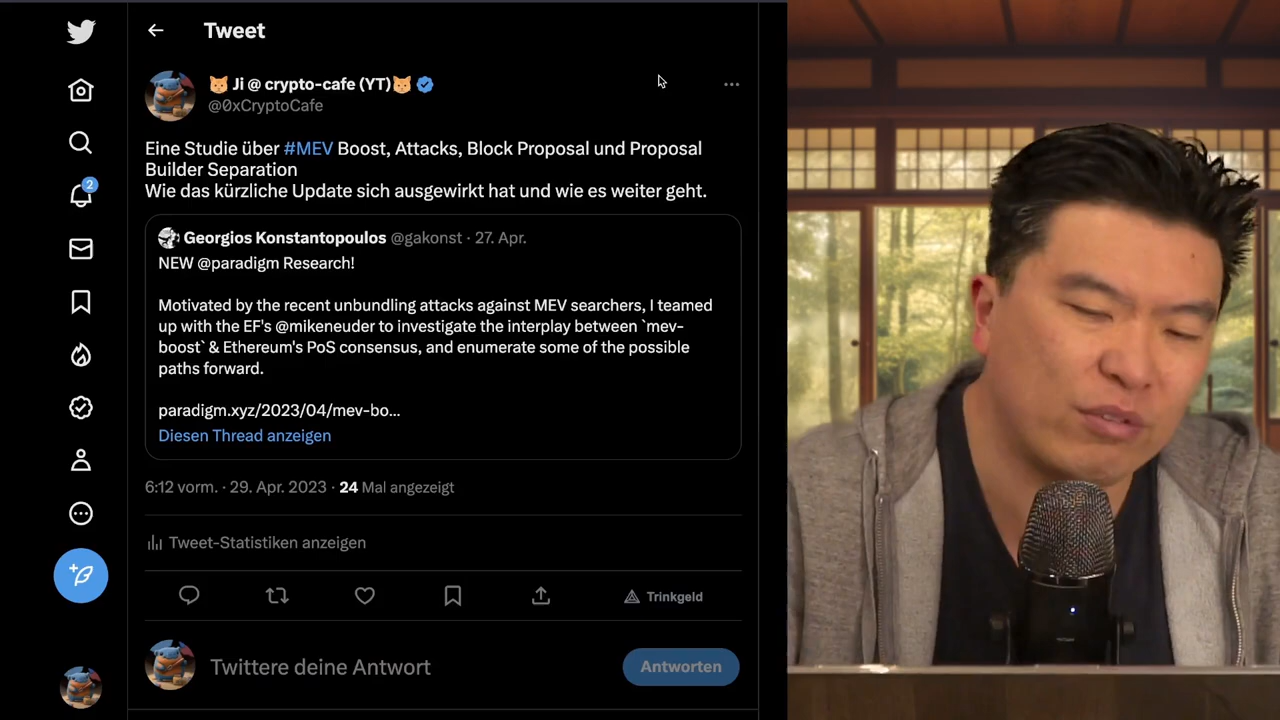 Tweet
Ji @ crypto-cafe (YT)
@0xCryptoCafe
Eine Studie über #MEV Boost, Attacks, Block Proposal und Proposal
Builder Separation
Wie das kürzliche Update sich ausgewirkt hat und wie es weiter geht.
Georgios Konstantopoulos @gakonst · 27. Apr.
NEW @paradigm Research!
Motivated by the recent unbundling attacks against MEV searchers, I teamed
up with the EF's @mikeneuder to investigate the interplay between `mev-
boost` & Ethereum's PoS consensus, and enumerate some of the possible
paths forward.
paradigm.xyz/2023/04/mev-bo...
Diesen Thread anzeigen
6:12 vorm. · 29. Apr. 2023 · 24 Mal angezeigt
Tweet-Statistiken anzeigen
Trinkgeld
Twittere deine Antwort
Antworten
2